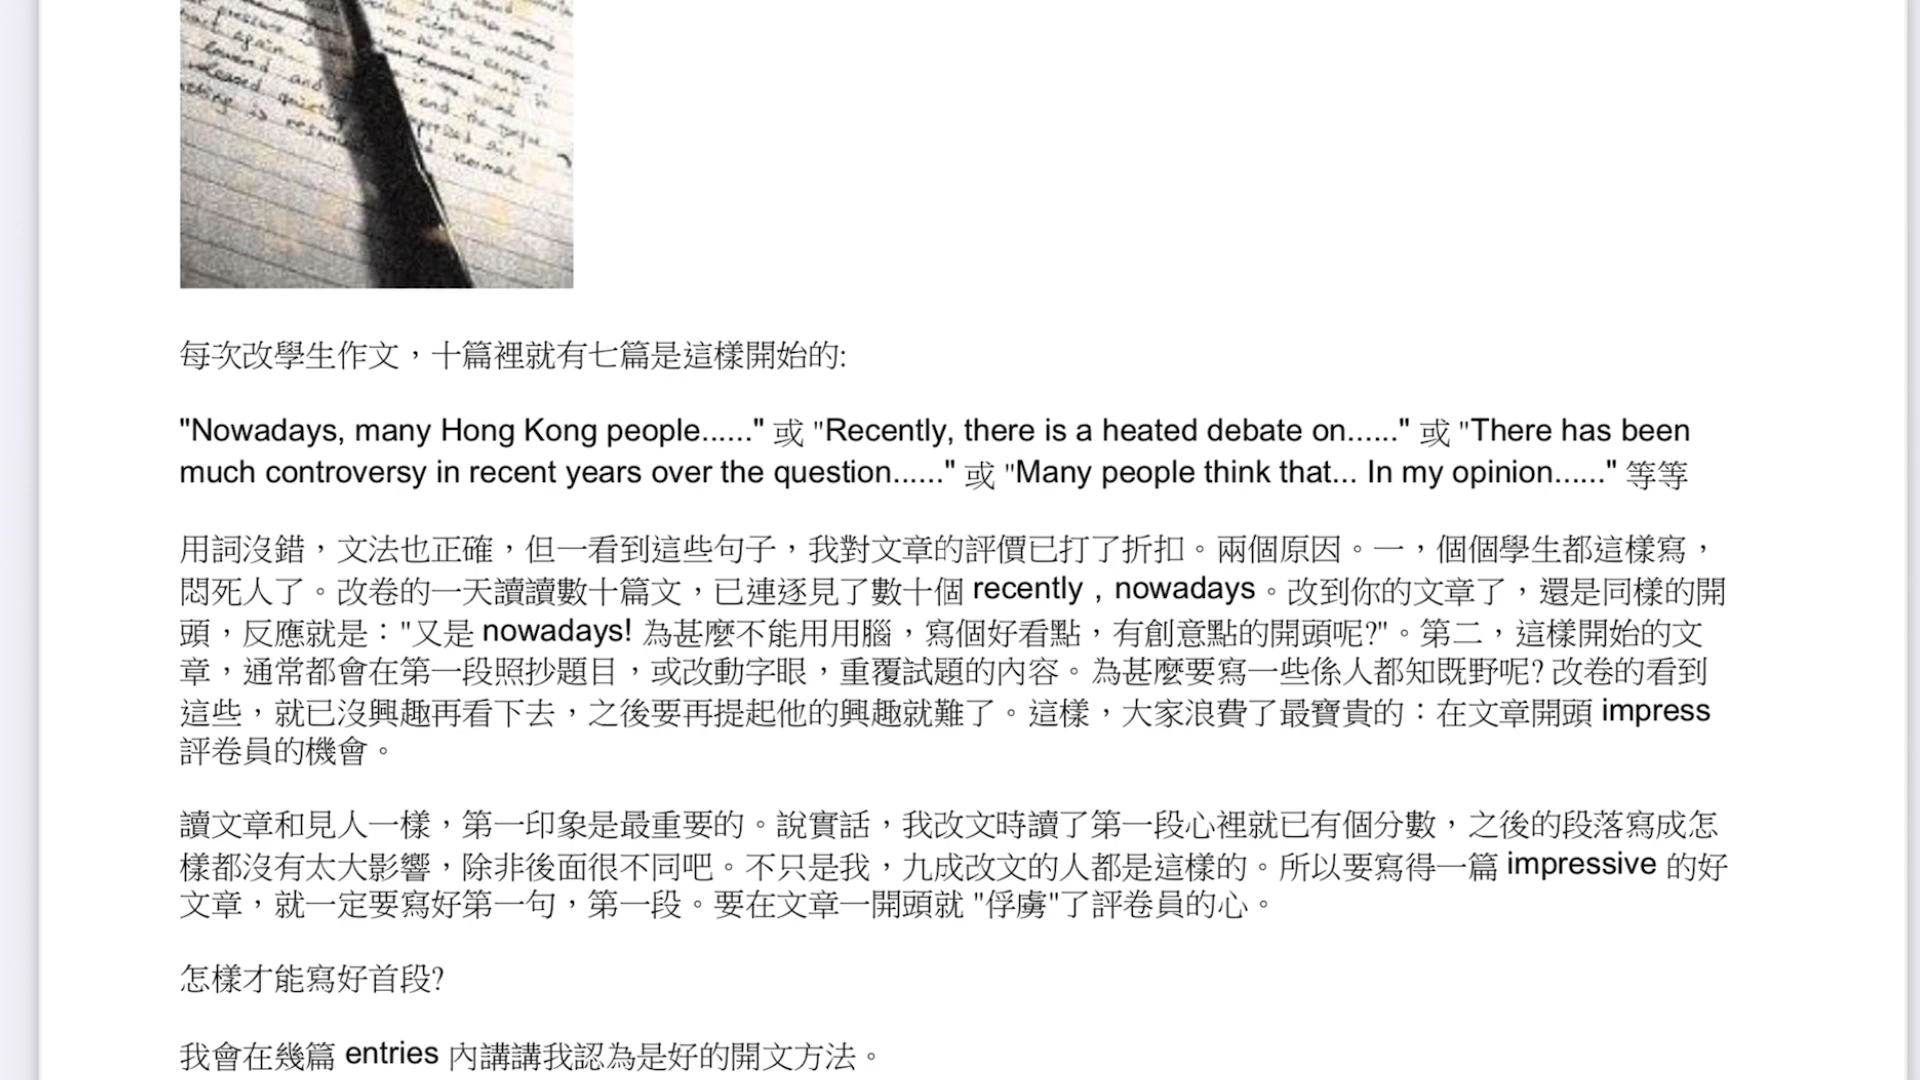 每次改學生作文，十篇裡就有七篇是這樣開始的:
"Nowadays, many Hong Kong people......" 或 "Recently, there is a heated debate on......" 或 "There has been
much controversy in recent years over the question......" 或 "Many people think that... In my opinion......" 等等
用詞沒錯，文法也正確，但一看到這些句子，我對文章的評價已打了折扣。兩個原因。一，個個學生都這樣寫，
悶死人了。改卷的一天讀讀數十篇文，已連逐見了數十個 recently , nowadays。改到你的文章了，還是同樣的開
頭，反應就是："又是 nowadays! 為甚麼不能用用腦，寫個好看點，有創意點的開頭呢?"。第二，這樣開始的文
章，通常都會在第一段照抄題目，或改動字眼，重覆試題的內容。為甚麼要寫一些係人都知既野呢? 改卷的看到
這些，就已沒興趣再看下去，之後要再提起他的興趣就難了。這樣，大家浪費了最寶貴的：在文章開頭 impress
評卷員的機會。
讀文章和見人一樣，第一印象是最重要的。說實話，我改文時讀了第一段心裡就已有個分數，之後的段落寫成怎
樣都沒有太大影響，除非後面很不同吧。不只是我，九成改文的人都是這樣的。所以要寫得一篇 impressive 的好
文章，就一定要寫好第一句，第一段。要在文章一開頭就 "俘虜"了評卷員的心。
怎樣才能寫好首段?
我會在幾篇 entries 內講講我認為是好的開文方法。